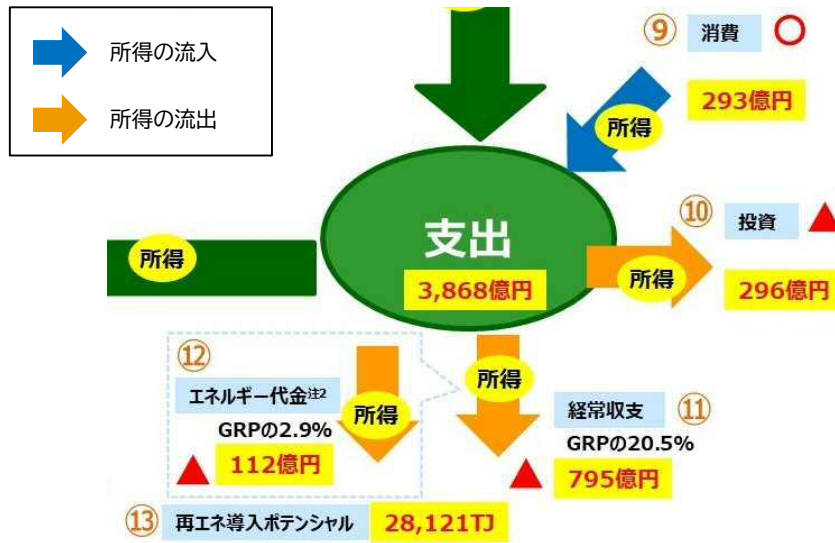 所得の流入
所得の流出
⑨ 消費 ○
293億円
所得
支出
3,868億円
⑩ 投資 ▲
所得
296億円
所得
⑫
エネルギー代金注2
GRPの2.9%
▲ 112億円
所得
所得
経常収支 ⑪
GRPの20.5%
▲ 795億円
⑬ 再エネ導入ポテンシャル 28,121TJ